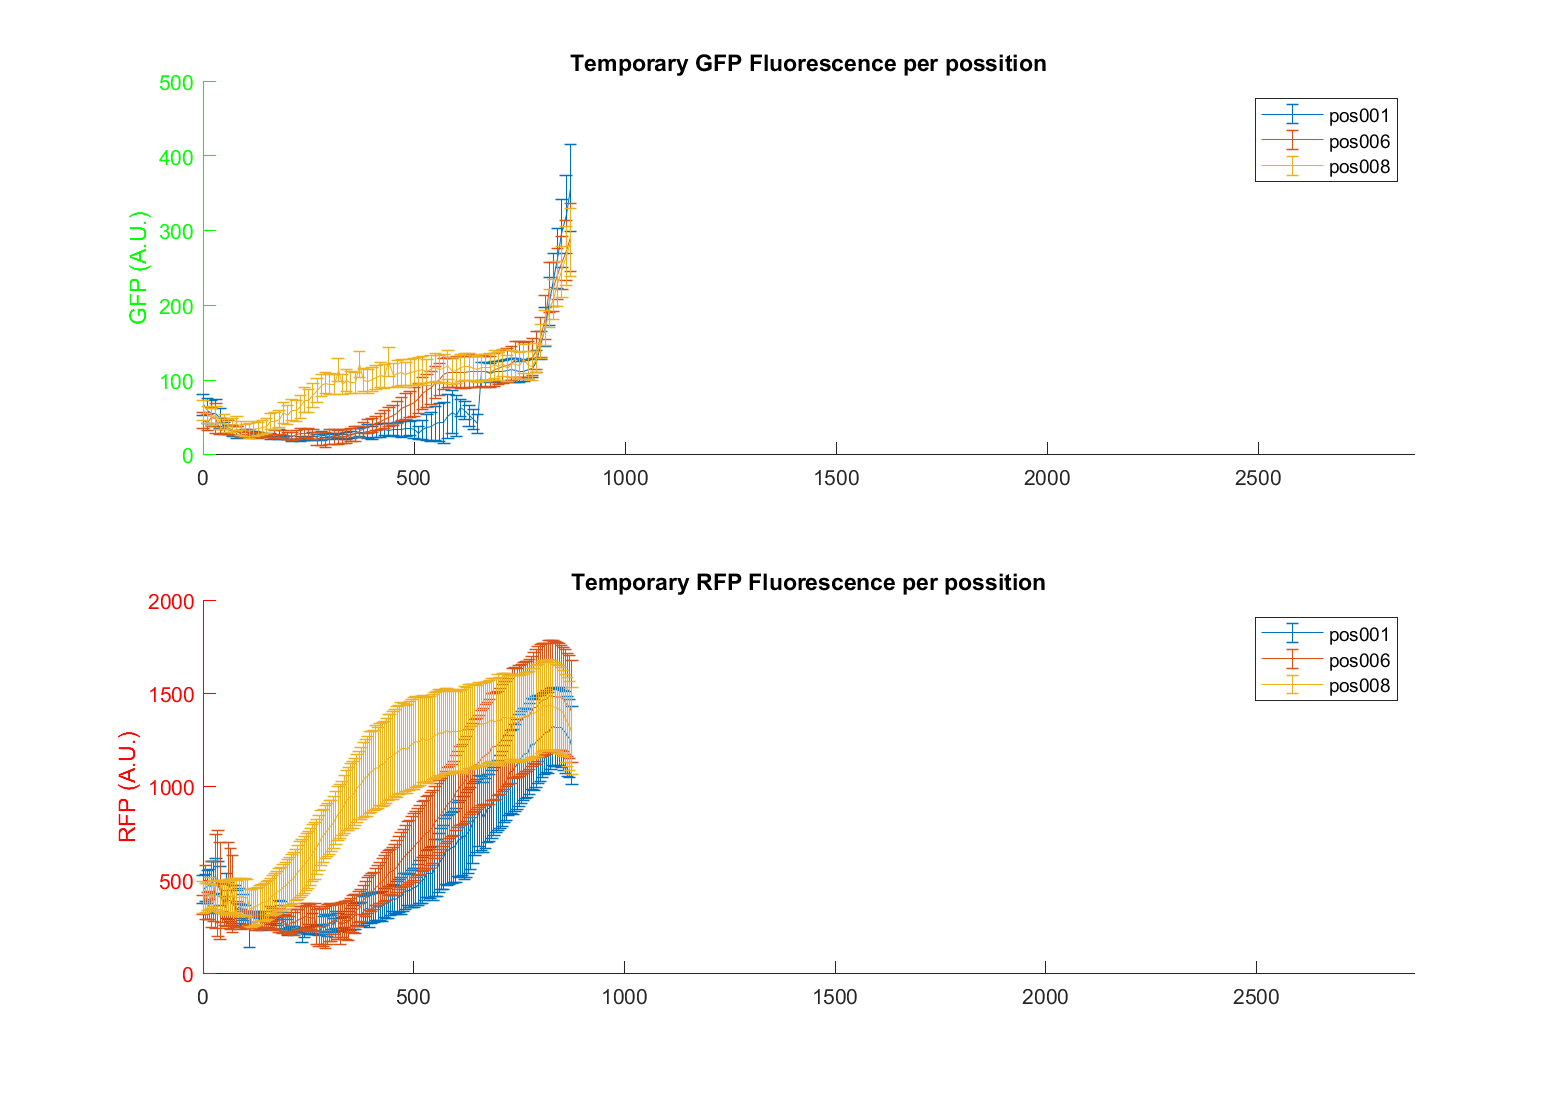 Temporary GFP Fluorescence per possition
500
400
300
200
100
0
GFP (A.U.)
pos001
pos006
pos008
0 500 1000 1500 2000 2500
Temporary RFP Fluorescence per possition
2000
1500
1000
500
0
RFP (A.U.)
pos001
pos006
pos008
0 500 1000 1500 2000 2500